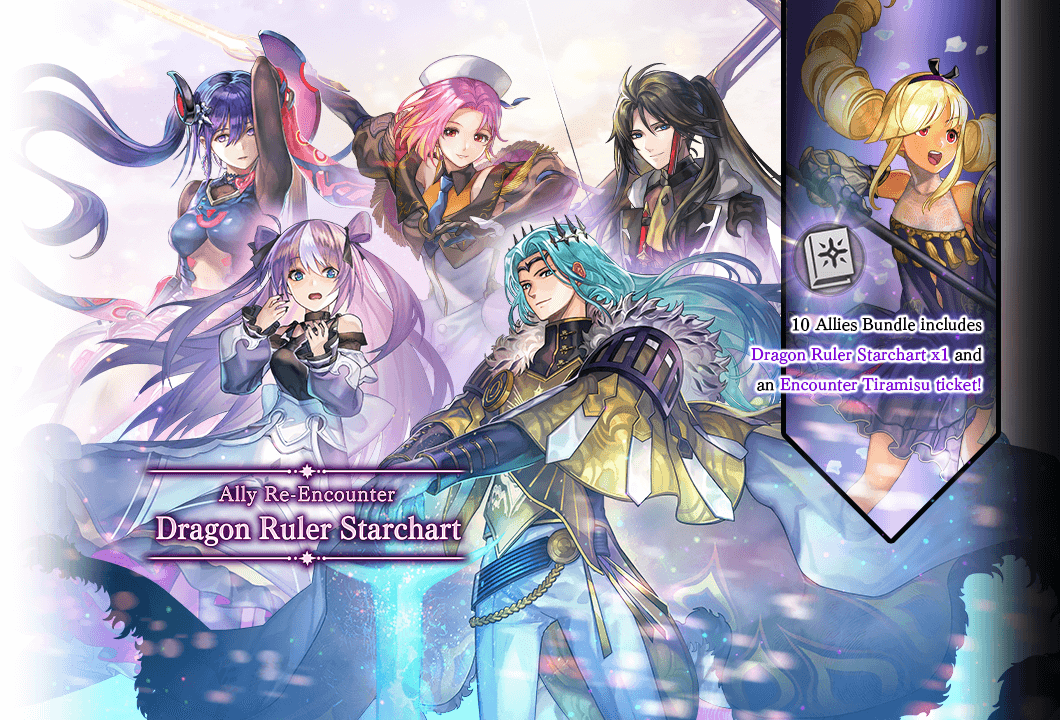 10 Allies Bundle includes
Dragon Ruler Starchart x1 and
an Encounter Tiramisu ticket!
Ally Re-Encounter
Dragon Ruler Starchart